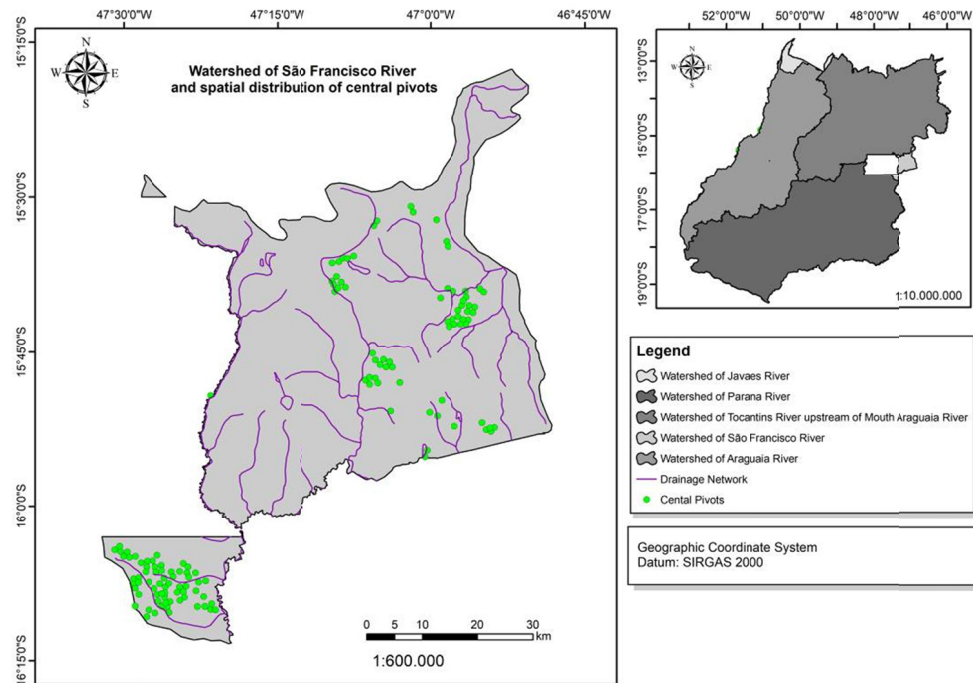 47°30'0"S
47°15'0"S
47°00'0"S
46°45'0"S
15°15'0"S
15°30'0"S
15°45'0"S
16°0'0"S
16°15'0"S
N
W
E
S
Watershed of São Francisco River
and spatial distribution of central pivots
0 5 10 20 30
km
1:600.000
52°0'0"S
50°0'0"S
48°0'0"S
46°0'0"S
13°0'0"S
15°0'0"S
17°0'0"S
19°0'0"S
N
W
E
S
1:10.000.000
Legend
Watershed of Javaes River
Watershed of Parana River
Watershed of Tocantins River upstream of Mouth Araguaia River
Watershed of São Francisco River
Watershed of Araguaia River
Drainage Network
Cental Pivots
Geographic Coordinate System
Datum: SIRGAS 2000